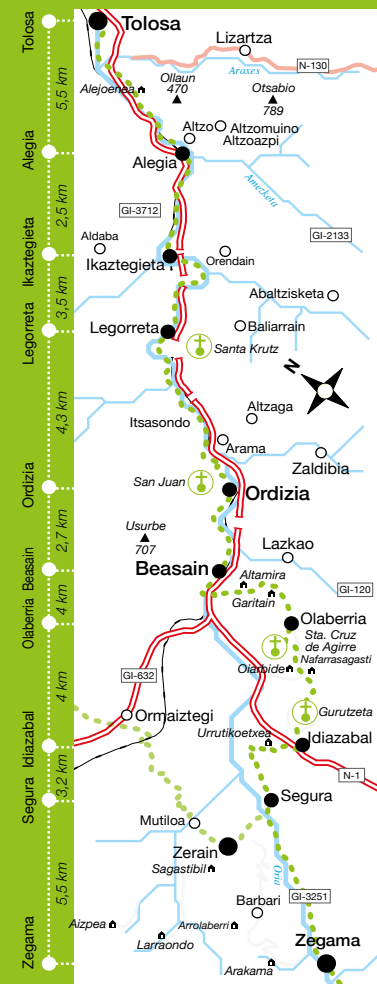 Tolosa
5,5 km
Alegia
2,5 km
Ikaztegieta
3,5 km
Legorreta
4,3 km
Ordizia
2,7 km
Beasain
4 km
Olaberria
4 km
Idiazabal
3,2 km
Segura
5,5 km
Zegama
Tolosa
Lizartza
N-130
Araxes
Ollaun
470
Otsabio
789
Alejoenea
Altzo
Altzomuino
Altzoazpi
Alegia
Amezketa
GI-3712
GI-2133
Aldaba
Ikaztegieta
Orendain
Abaltzisketa
Legorreta
Baliarrain
Santa Krutz
N
Altzaga
Itsasondo
Arama
Zaldibia
San Juan
Ordizia
Usurbe
707
Lazkao
Beasain
Altamira
GI-120
Garitain
Olaberria
Sta. Cruz
de Agirre
Nafarrasagasti
Oiarbide
GI-632
Gurutzeta
Ormaiztegi
Urrutikoetxea
Idiazabal
N-1
Segura
Mutiloa
Zerain
Sagastibil
Oria
GI-3251
Barbari
Aizpea
Arrolaberri
Larraondo
Zegama
Arakama